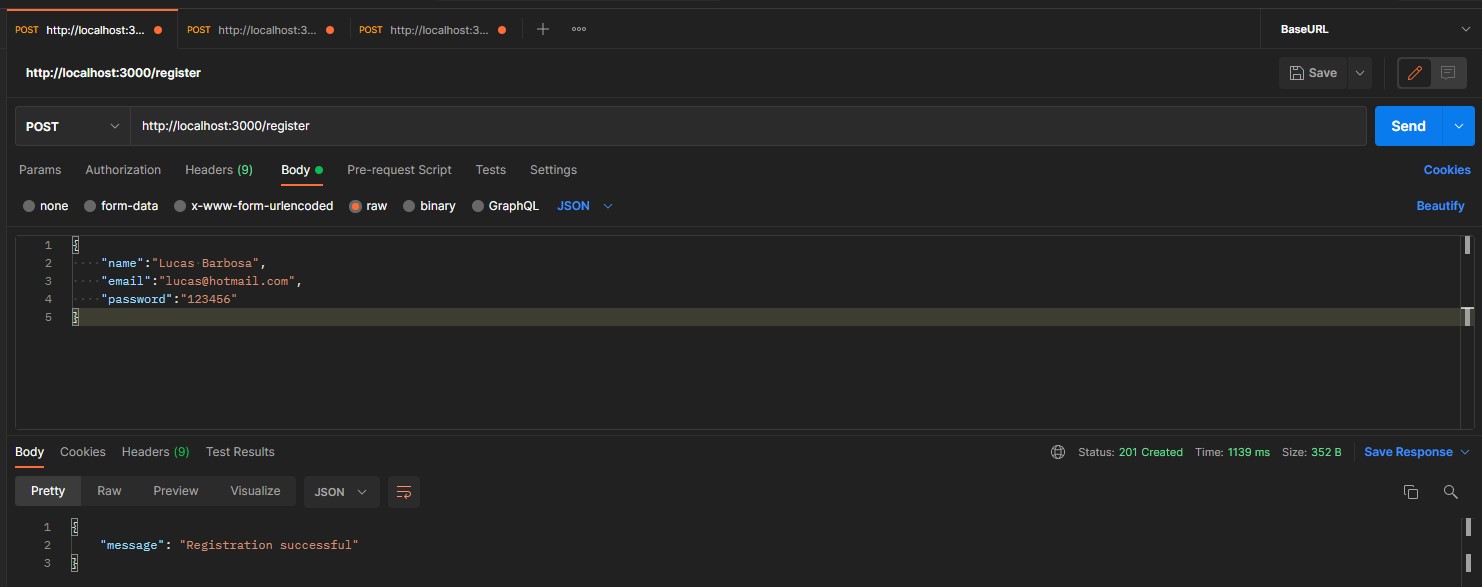 POST http://localhost:3... POST http://localhost:3... POST http://localhost:3... BaseURL
http://localhost:3000/register Save
POST http://localhost:3000/register Send
Params Authorization Headers (9) Body Pre-request Script Tests Settings Cookies
none form-data x-www-form-urlencoded raw binary GraphQL JSON Beautify
1 {
2 "name":"Lucas Barbosa",
3 "email":"lucas@hotmail.com",
4 "password":"123456"
5 }
Body Cookies Headers (9) Test Results Status: 201 Created Time: 1139 ms Size: 352 B Save Response
Pretty Raw Preview Visualize JSON
1 {
2 "message": "Registration successful"
3 }